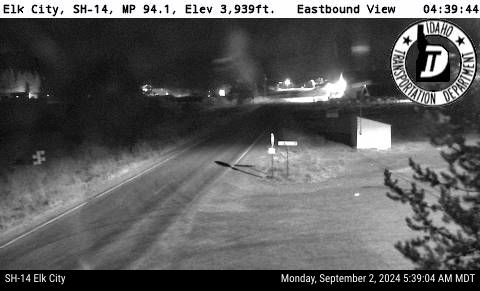 Elk City, SH-14, MP 94.1, Elev 3,939ft. Eastbound View 04:39:44
IDAHO
TRANSPORTATION DEPARTMENT
SH-14 Elk City Monday, September 2, 2024 5:39:04 AM MDT